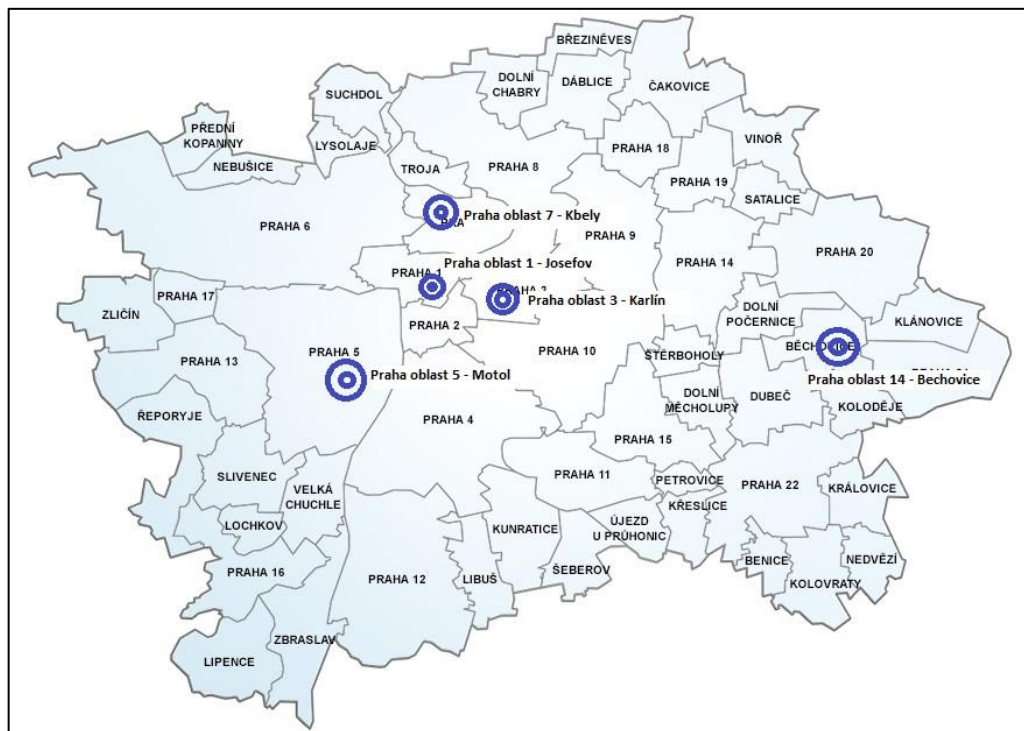 BŘEZINĚVES
DOLNÍ
CHABRY
ĎÁBLICE
ČAKOVICE
SUCHDOL
PŘEDNÍ
KOPANINY
LYSOLAJE
NEBUŠICE
TROJA
PRAHA 8
PRAHA 18
VINOŘ
PRAHA 19
SATALICE
PRAHA 6
Praha oblast 7 - Kbely
PRAHA 9
PRAHA 20
PRAHA 14
Praha oblast 1 - Josefov
PRAHA 1
PRAHA 17
ZLIČÍN
Praha oblast 3 - Karlín
DOLNÍ
POČERNICE
KLÁNOVICE
PRAHA 2
PRAHA 13
PRAHA 5
PRAHA 10
ŠTĚRBOHOLY
BĚCHOVICE
Praha oblast 5 - Motol
Praha oblast 14 - Bechovice
DOLNÍ
MĚCHOLUPY
DUBEČ
KOLODĚJE
ŘEPORYJE
PRAHA 4
PRAHA 15
SLIVENEC
VELKÁ
CHUCHLE
PRAHA 11
PETROVICE
PRAHA 22
KRÁLOVICE
LOCHKOV
KUNRATICE
ÚJEZD
U PRŮHONIC
KŘESLICE
PRAHA 16
PRAHA 12
LIBUŠ
ŠEBEROV
BENICE
NEDVĚZÍ
KOLOVRATY
ZBRASLAV
LIPENCE